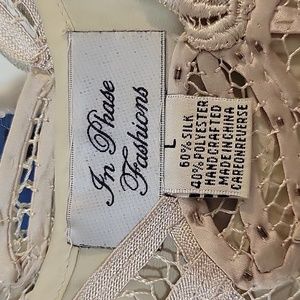 In Phase
Fashions
L
60% SILK
40% POLYESTER
HANDCRAFTED
MADE IN CHINA
CARE ON REVERSE